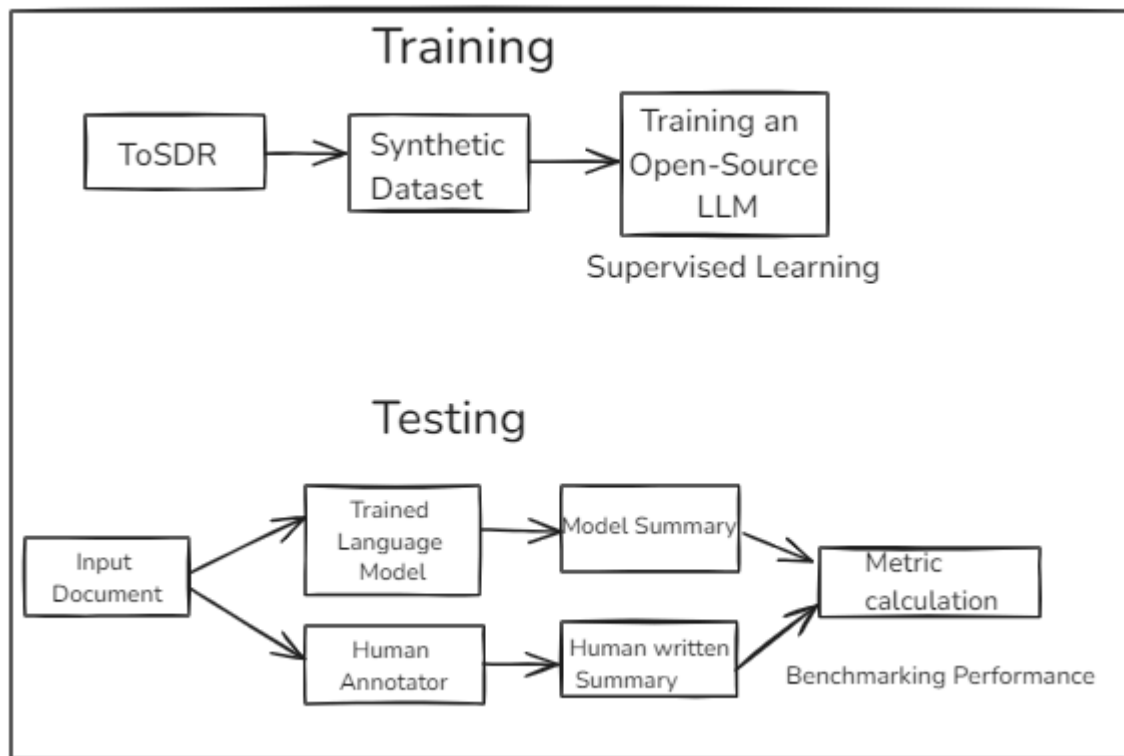 Training
ToSDR
Synthetic
Dataset
Training an
Open-Source
LLM
Supervised Learning
Testing
Input
Document
Trained
Language
Model
Model Summary
Human
Annotator
Human written
Summary
Metric
calculation
Benchmarking Performance